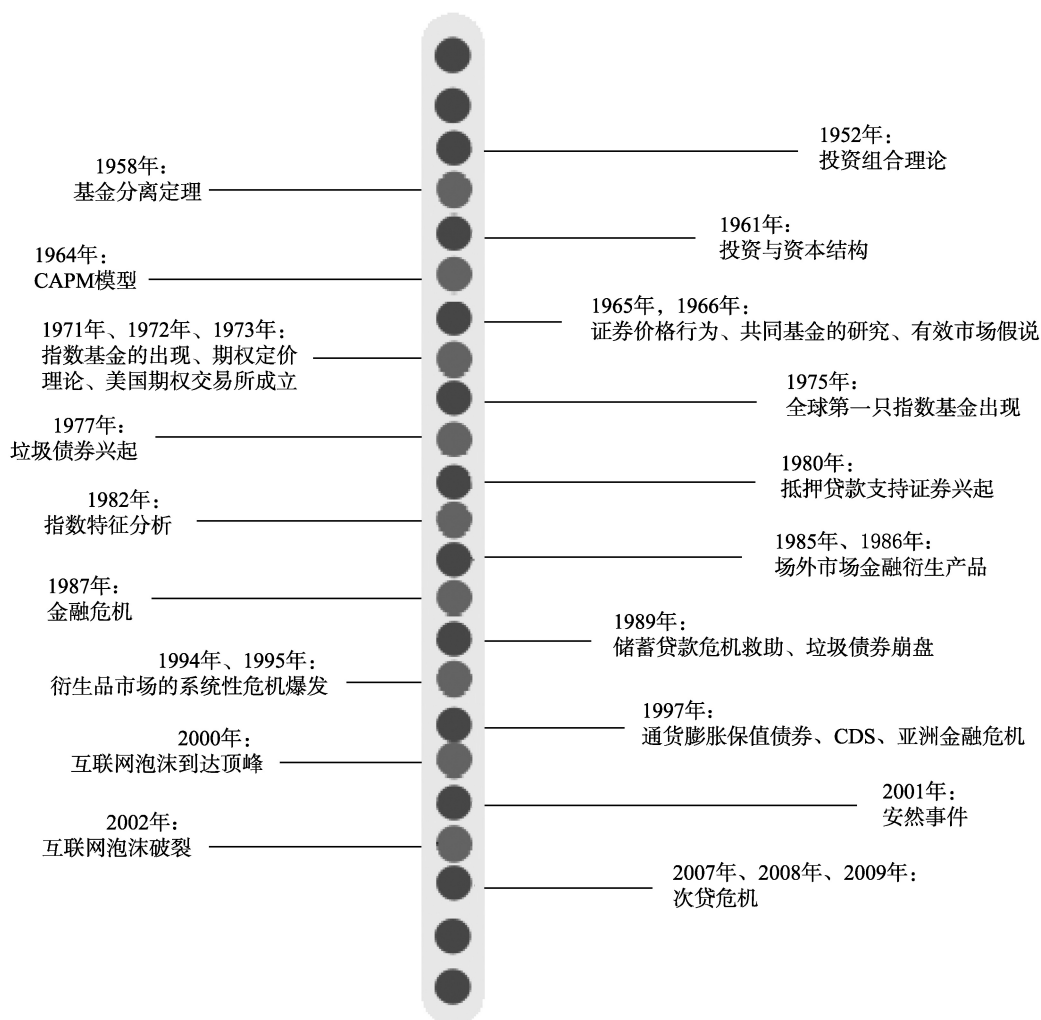 1952年：
投资组合理论
1958年：
基金分离定理
1961年：
投资与资本结构
1964年：
CAPM模型
1965年，1966年：
证券价格行为、共同基金的研究、有效市场假说
1971年、1972年、1973年：
指数基金的出现、期权定价
理论、美国期权交易所成立
1975年：
全球第一只指数基金出现
1977年：
垃圾债券兴起
1980年：
抵押贷款支持证券兴起
1982年：
指数特征分析
1985年、1986年：
场外市场金融衍生产品
1987年：
金融危机
1989年：
储蓄贷款危机救助、垃圾债券崩盘
1994年、1995年：
衍生品市场的系统性危机爆发
1997年：
通货膨胀保值债券、CDS、亚洲金融危机
2000年：
互联网泡沫到达顶峰
2001年：
安然事件
2002年：
互联网泡沫破裂
2007年、2008年、2009年：
次贷危机